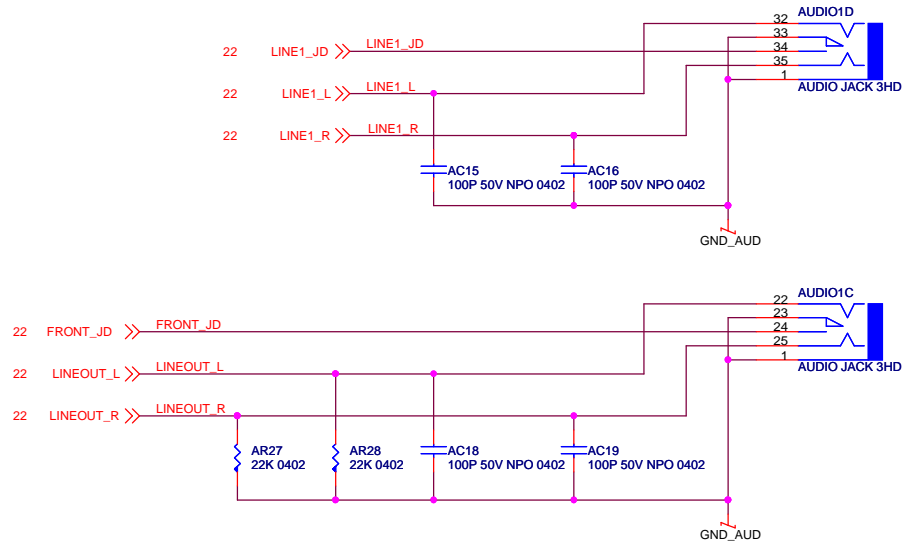 AUDIO1D
32
33
22 LINE1_JD LINE1_JD 34
35
22 LINE1_L LINE1_L 1
AUDIO JACK 3HD
22 LINE1_R LINE1_R
AC15 AC16
100P 50V NPO 0402 100P 50V NPO 0402
GND_AUD
AUDIO1C
22
23
22 FRONT_JD FRONT_JD 24
25
1
22 LINEOUT_L LINEOUT_L AUDIO JACK 3HD
22 LINEOUT_R LINEOUT_R
AR27 AR28 AC18 AC19
22K 0402 22K 0402 100P 50V NPO 0402 100P 50V NPO 0402
GND_AUD